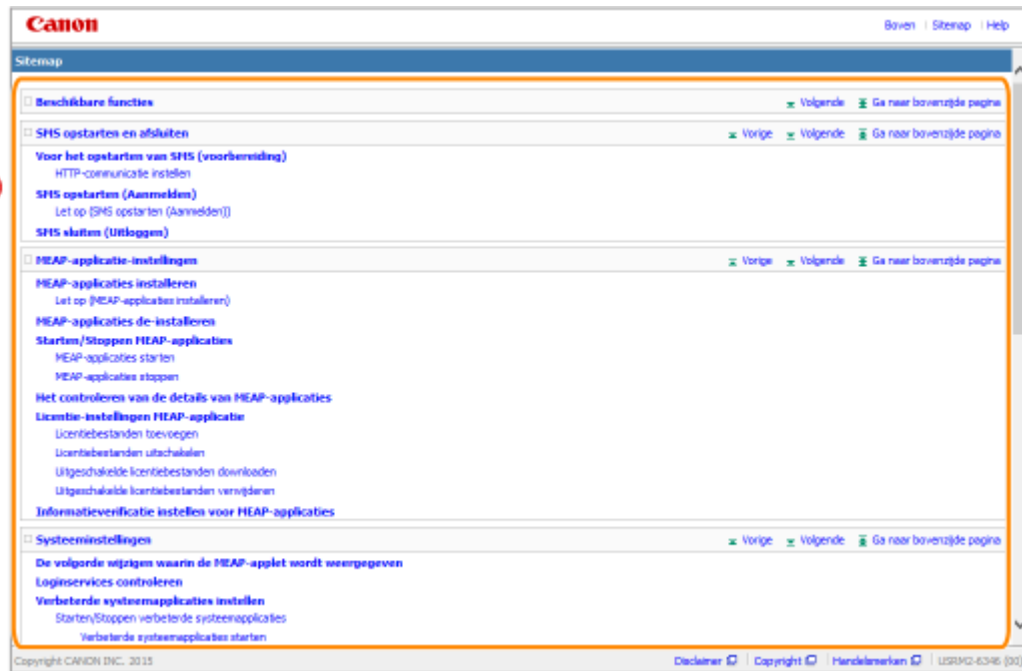 Canon
Boven Sitemap Help
Sitemap
Beschikbare functies Volgende Ga naar bovenzijde pagina
SMS opstarten en afsluiten Vorige Volgende Ga naar bovenzijde pagina
Voor het opstarten van SMS (voorbereiding)
HTTP-communicatie instellen
SMS opstarten (Aanmelden)
Let op (SMS opstarten (Aanmelden))
SMS sluiten (Uitloggen)
MEAP-applicatie-instellingen Vorige Volgende Ga naar bovenzijde pagina
MEAP-applicaties installeren
Let op (MEAP-applicaties installeren)
MEAP-applicaties de-installeren
Starten/Stoppen MEAP-applicaties
MEAP-applicaties starten
MEAP-applicaties stoppen
Het controleren van de details van MEAP-applicaties
Licentie-instellingen MEAP-applicatie
Licentiebestanden toevoegen
Licentiebestanden uitschakelen
Uitgeschakelde licentiebestanden downloaden
Uitgeschakelde licentiebestanden verwijderen
Informatieverificatie instellen voor MEAP-applicaties
Systeeminstellingen Vorige Volgende Ga naar bovenzijde pagina
De volgorde wijzigen waarin de MEAP-applet wordt weergegeven
Loginservices controleren
Verbeterde systeemapplicaties instellen
Starten/Stoppen verbeterde systeemapplicaties
Verbeterde systeemapplicaties starten
Copyright CANON INC. 2015 Disclaimer Copyright Handelsmerken USRM2-6346 (00)